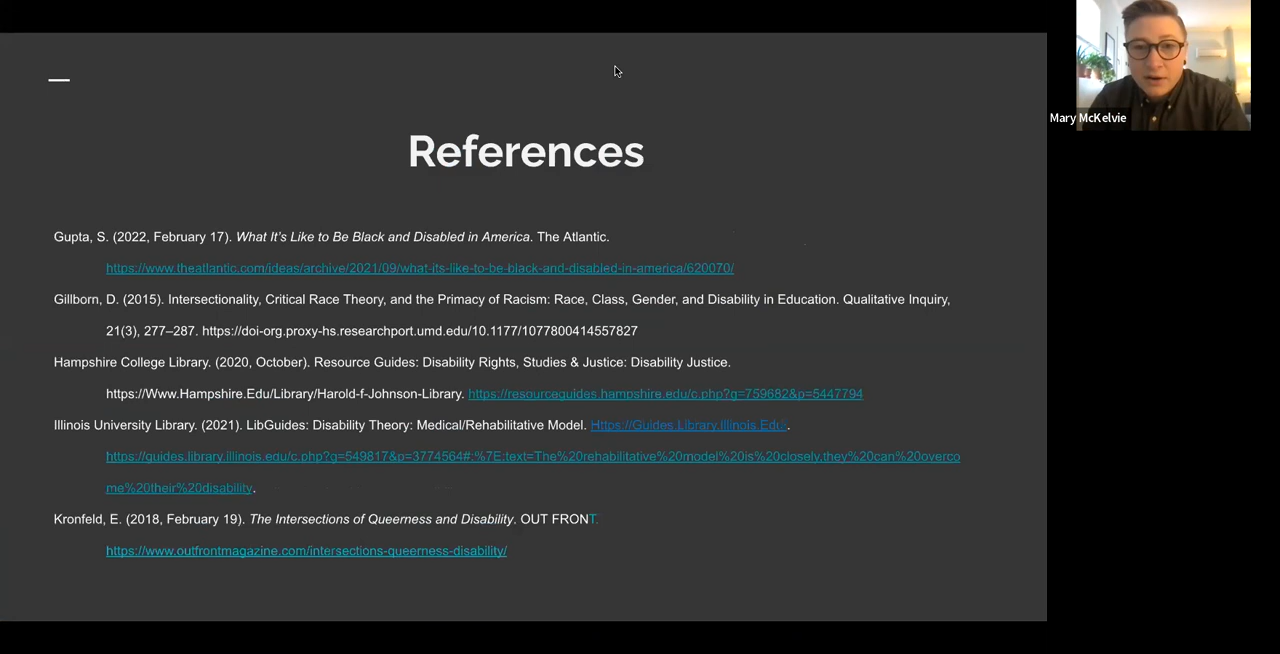 References
Gupta, S. (2022, February 17). What It's Like to Be Black and Disabled in America. The Atlantic.
https://www.theatlantic.com/ideas/archive/2021/09/what-its-like-to-be-black-and-disabled-in-america/620070/
Gillborn, D. (2015). Intersectionality, Critical Race Theory, and the Primacy of Racism: Race, Class, Gender, and Disability in Education. Qualitative Inquiry,
21(3), 277–287. https://doi-org.proxy-hs.researchport.umd.edu/10.1177/1077800414557827
Hampshire College Library. (2020, October). Resource Guides: Disability Rights, Studies & Justice: Disability Justice.
https://Www.Hampshire.Edu/Library/Harold-f-Johnson-Library. https://resourceguides.hampshire.edu/c.php?g=759682&p=5447794
Illinois University Library. (2021). LibGuides: Disability Theory: Medical/Rehabilitative Model. Https://Guides.Library.Illinois.Edu/.
https://guides.library.illinois.edu/c.php?g=549817&p=3774564#:%7E:text=The%20rehabilitative%20model%20is%20closely,they%20can%20overco
me%20their%20disability.
Kronfeld, E. (2018, February 19). The Intersections of Queerness and Disability. OUT FRONT.
https://www.outfrontmagazine.com/intersections-queerness-disability/
Mary McKelvie